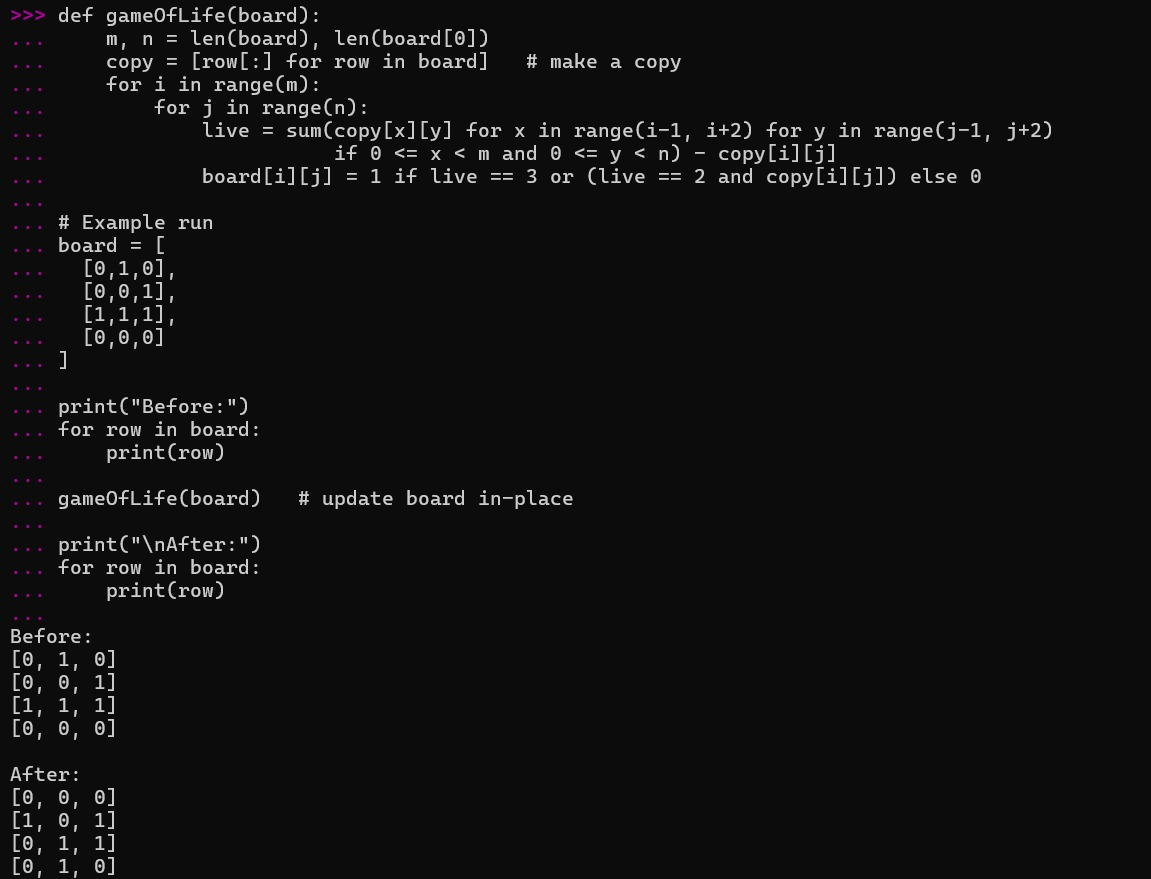 >>> def gameOfLife(board):
...     m, n = len(board), len(board[0])
...     copy = [row[:] for row in board]   # make a copy
...     for i in range(m):
...         for j in range(n):
...             live = sum(copy[x][y] for x in range(i-1, i+2) for y in range(j-1, j+2)
...                        if 0 <= x < m and 0 <= y < n) - copy[i][j]
...             board[i][j] = 1 if live == 3 or (live == 2 and copy[i][j]) else 0
...
... # Example run
... board = [
...   [0,1,0],
...   [0,0,1],
...   [1,1,1],
...   [0,0,0]
... ]
...
... print("Before:")
... for row in board:
...     print(row)
...
... gameOfLife(board)   # update board in-place
...
... print("\nAfter:")
... for row in board:
...     print(row)
...
Before:
[0, 1, 0]
[0, 0, 1]
[1, 1, 1]
[0, 0, 0]

After:
[0, 0, 0]
[1, 0, 1]
[0, 1, 1]
[0, 1, 0]